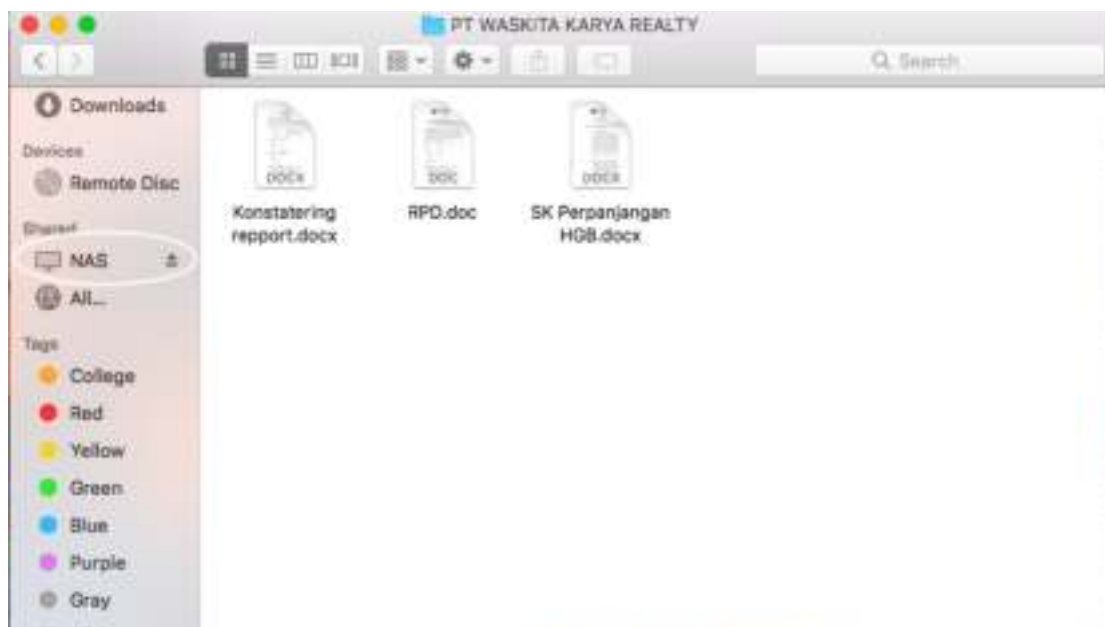 PT WASKITA KARYA REALTY
Search
Downloads
Devices
Remote Disc
Shared
NAS
All...
Tags
College
Red
Yellow
Green
Blue
Purple
Gray
DOCX
Konstatering
repport.docx
DOC
RPD.doc
DOCX
SK Perpanjangan
HGB.docx